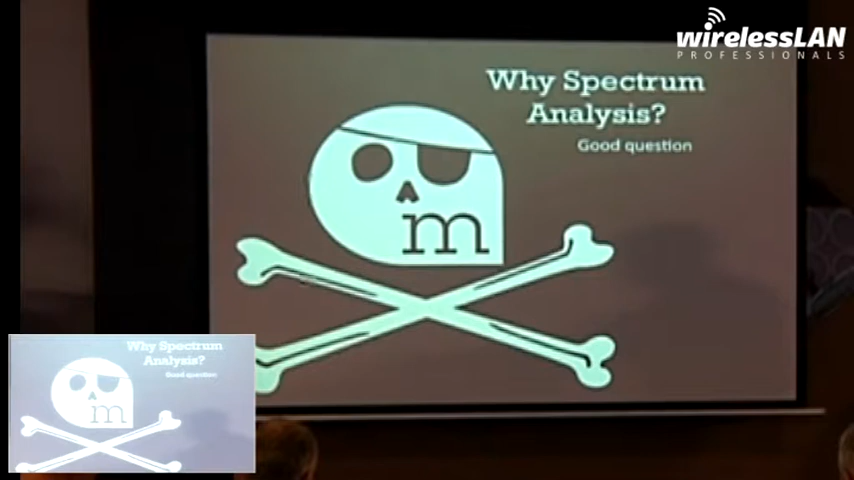 wirelessLAN
PROFESSIONALS
Why Spectrum
Analysis?
Good question
m
Why Spectrum
Analysis?
Good question
m